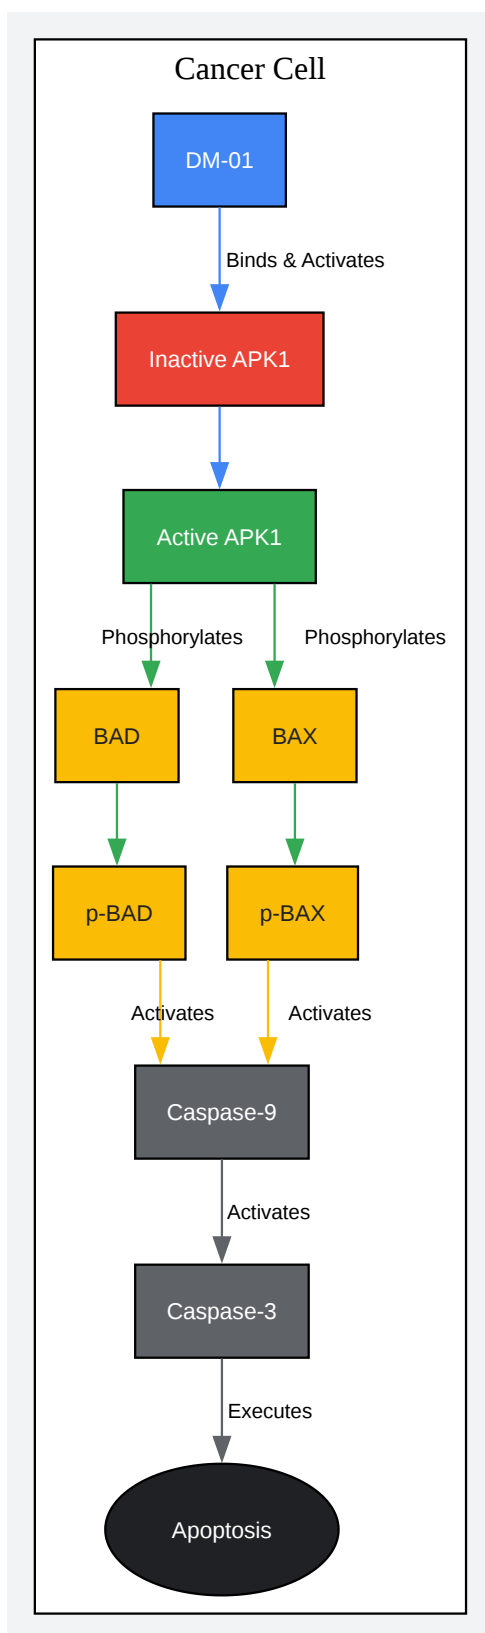 Cancer Cell
DM-01
Binds & Activates
Inactive APK1
Active APK1
Phosphorylates
Phosphorylates
BAD
BAX
p-BAD
p-BAX
Activates
Activates
Caspase-9
Activates
Caspase-3
Executes
Apoptosis